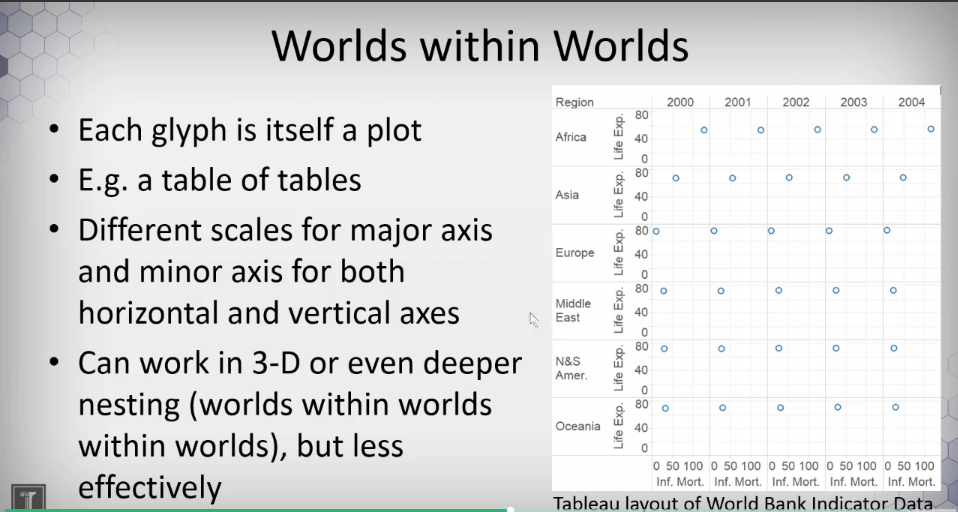 Worlds within Worlds
• Each glyph is itself a plot
• E.g. a table of tables
• Different scales for major axis
and minor axis for both
horizontal and vertical axes
• Can work in 3-D or even deeper
nesting (worlds within worlds
within worlds), but less
effectively
Region 2000 2001 2002 2003 2004
Africa Life Exp. 80 40 0
Asia Life Exp. 80 40 0
Europe Life Exp. 80 40 0
Middle
East Life Exp. 80 40 0
N&S
Amer. Life Exp. 80 40 0
Oceania Life Exp. 80 40 0
0 50 100 0 50 100 0 50 100 0 50 100 0 50 100
Inf. Mort. Inf. Mort. Inf. Mort. Inf. Mort. Inf. Mort.
Tableau layout of World Bank Indicator Data
I